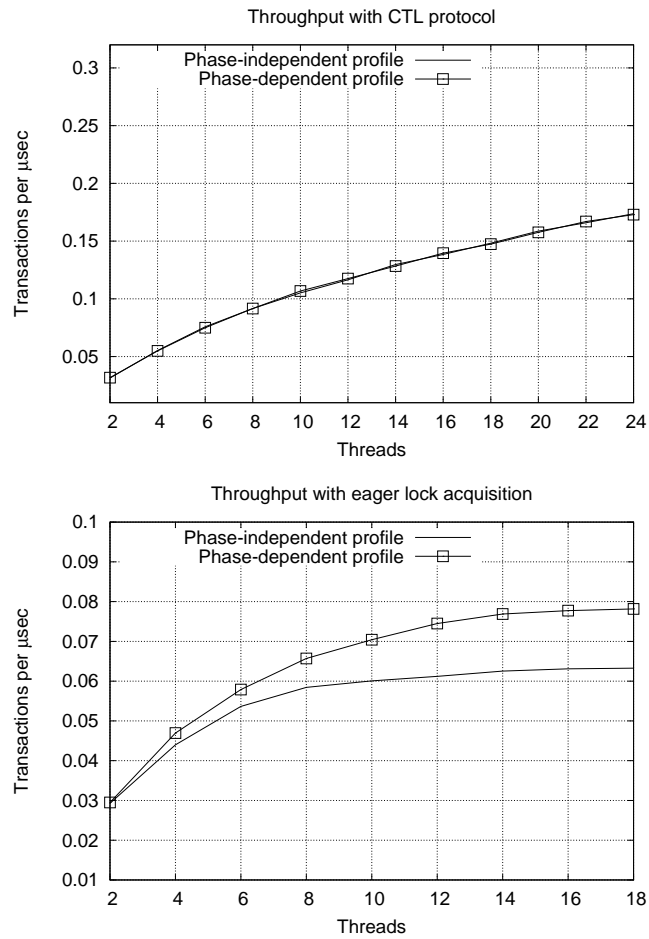 Throughput with CTL protocol
Phase-independent profile
Phase-dependent profile
0.3
0.25
0.2
0.15
0.1
0.05
Transactions per µsec
2 4 6 8 10 12 14 16 18 20 22 24
Threads
Throughput with eager lock acquisition
Phase-independent profile
Phase-dependent profile
0.1
0.09
0.08
0.07
0.06
0.05
0.04
0.03
0.02
0.01
Transactions per µsec
2 4 6 8 10 12 14 16 18
Threads